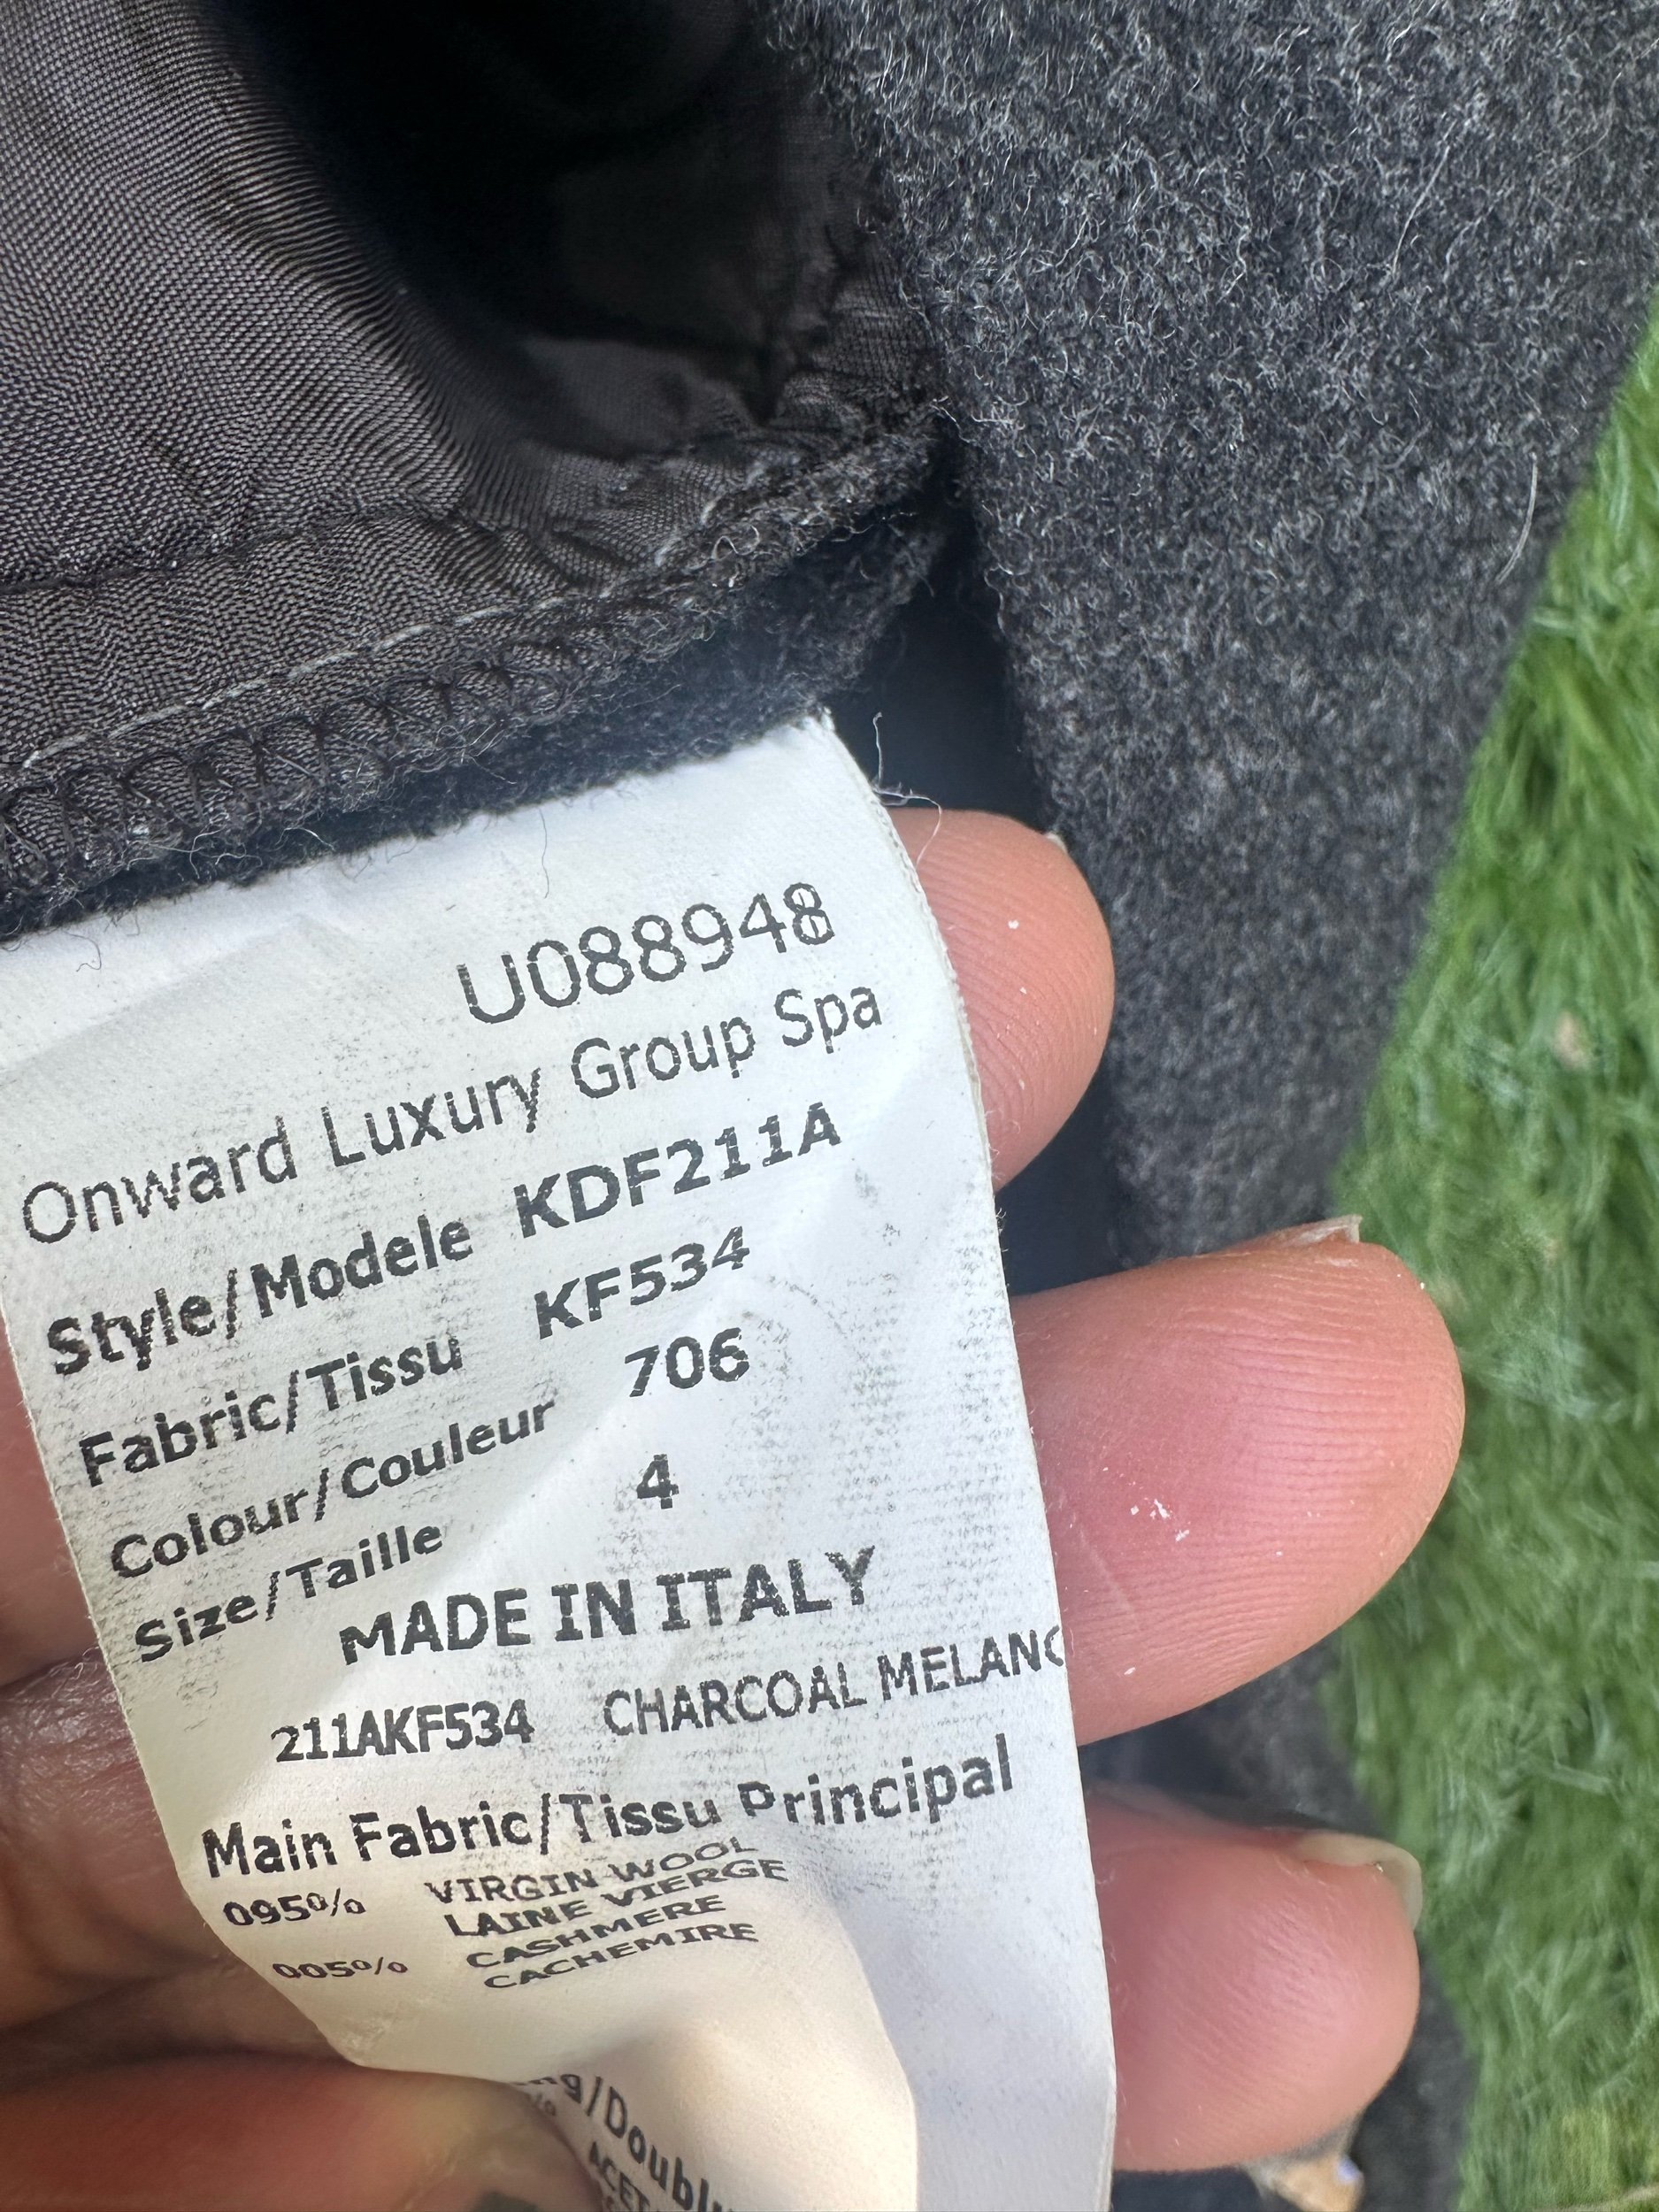 U088948
Onward Luxury Group Spa
Style/Modele KDF211A
Fabric/Tissu KF534
Colour/Couleur 706
Size/Taille 4
MADE IN ITALY
211AKF534 CHARCOAL MELANG
Main Fabric/Tissu Principal
095% VIRGIN WOOL
LAINE VIERGE
005% CASHMERE
CACHEMIRE